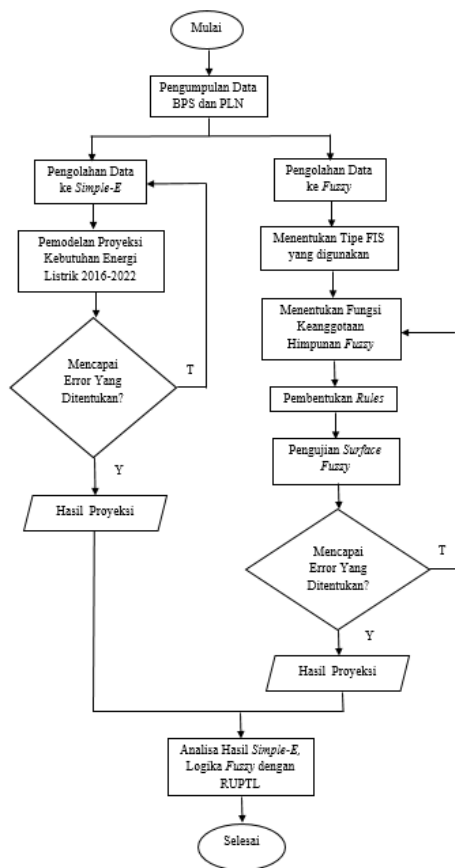 Mulai
Pengumpulan Data
BPS dan PLN
Pengolahan Data
ke Simple-E
Pemodelan Proyeksi
Kebutuhan Energi
Listrik 2016-2022
Mencapai
Error Yang
Ditentukan?
T
Y
Hasil Proyeksi
Pengolahan Data
ke Fuzzy
Menentukan Tipe FIS
yang digunakan
Menentukan Fungsi
Keanggotaan
Himpunan Fuzzy
Pembentukan Rules
Pengujian Surface
Fuzzy
Mencapai
Error Yang
Ditentukan?
T
Y
Hasil Proyeksi
Analisa Hasil Simple-E,
Logika Fuzzy dengan
RUPTL
Selesai